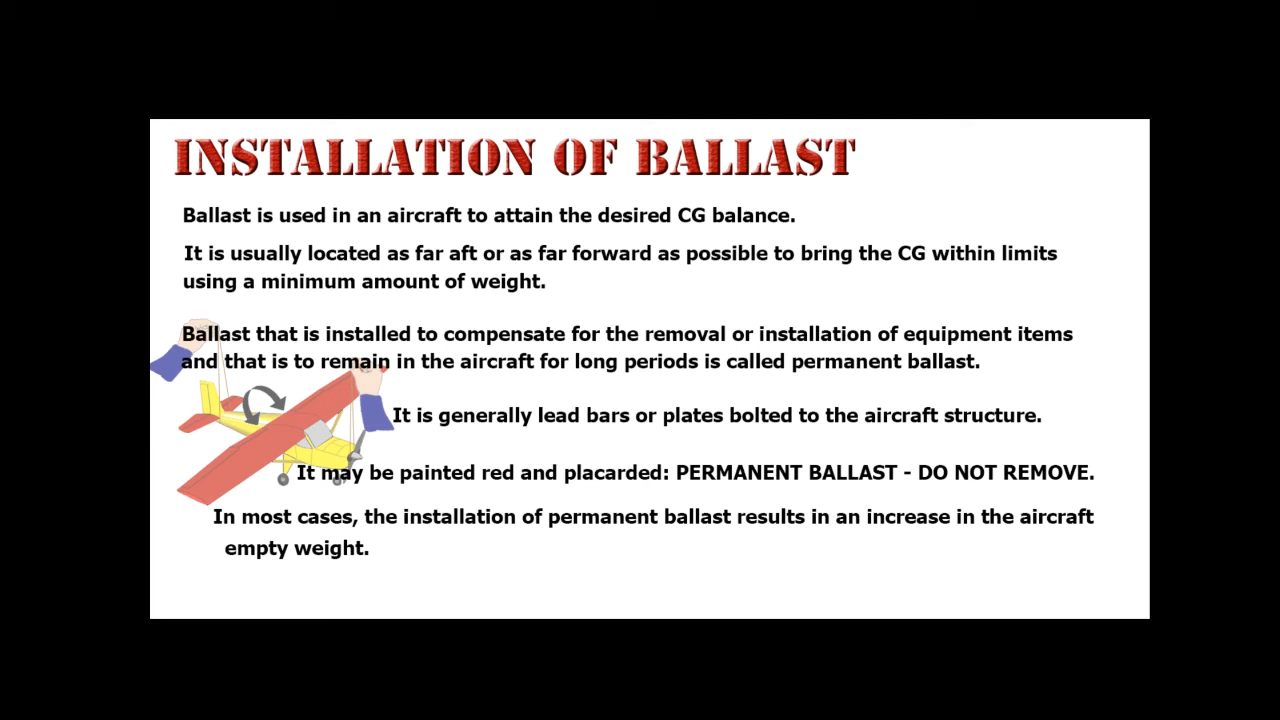 INSTALLATION OF BALLAST
Ballast is used in an aircraft to attain the desired CG balance.
It is usually located as far aft or as far forward as possible to bring the CG within limits
using a minimum amount of weight.
Ballast that is installed to compensate for the removal or installation of equipment items
and that is to remain in the aircraft for long periods is called permanent ballast.
It is generally lead bars or plates bolted to the aircraft structure.
It may be painted red and placarded: PERMANENT BALLAST - DO NOT REMOVE.
In most cases, the installation of permanent ballast results in an increase in the aircraft
empty weight.